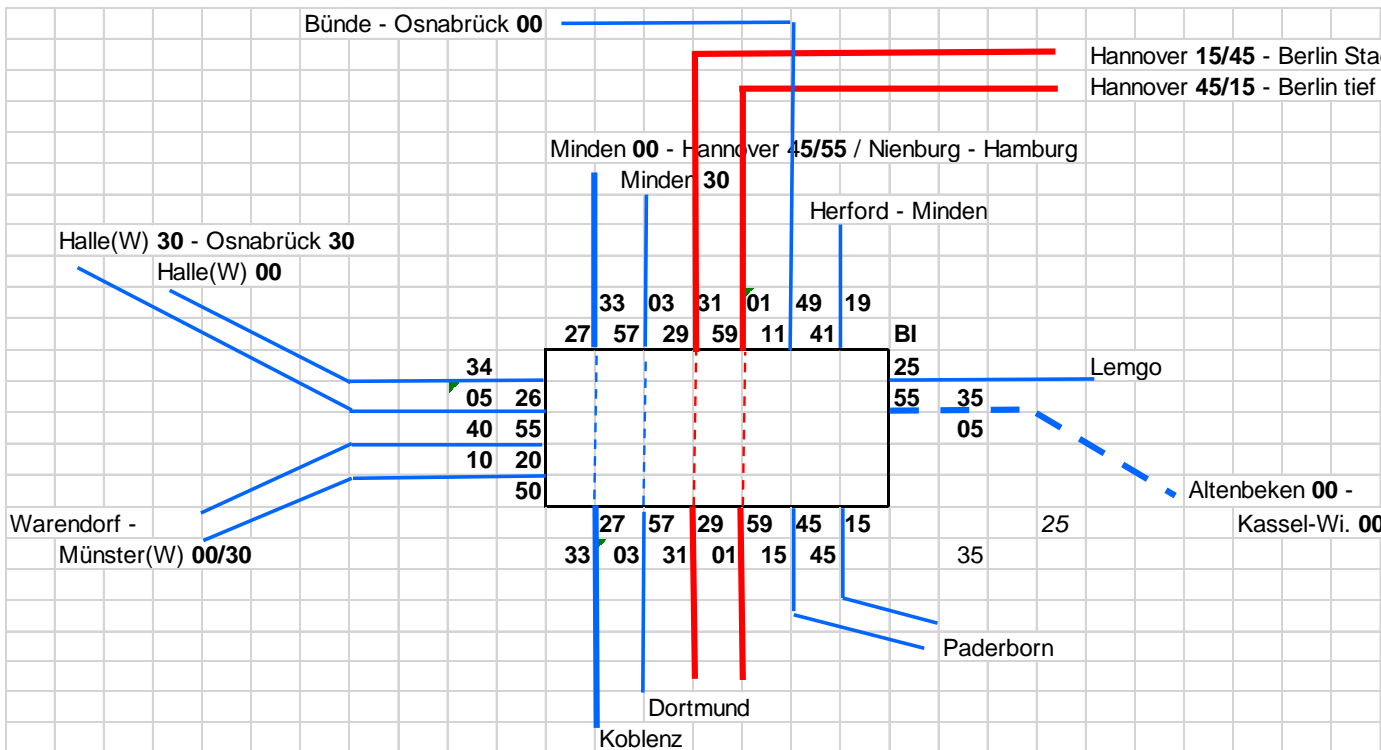 Bünde - Osnabrück 00
Hannover 15/45 - Berlin Sta
Hannover 45/15 - Berlin tief
Minden 00 - Hannover 45/55 / Nienburg - Hamburg
Minden 30
Herford - Minden
Halle(W) 30 - Osnabrück 30
Halle(W) 00
33 03 31 01 49 19
27 57 29 59 11 41 BI
34 25 Lemgo
05 26 55 35
40 55 05
10 20
50 Altenbeken 00 -
Warendorf - 27 57 29 59 45 15 25 Kassel-Wi. 00
Münster(W) 00/30 33 03 31 01 15 45 35
Paderborn
Dortmund
Koblenz